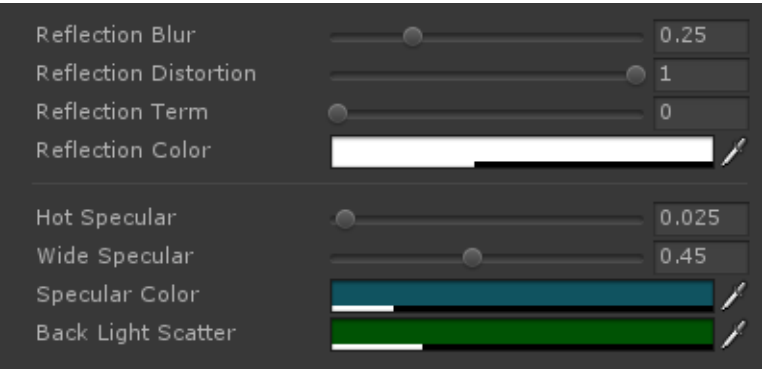 Reflection Blur 0.25
Reflection Distortion 1
Reflection Term 0
Reflection Color
Hot Specular 0.025
Wide Specular 0.45
Specular Color
Back Light Scatter